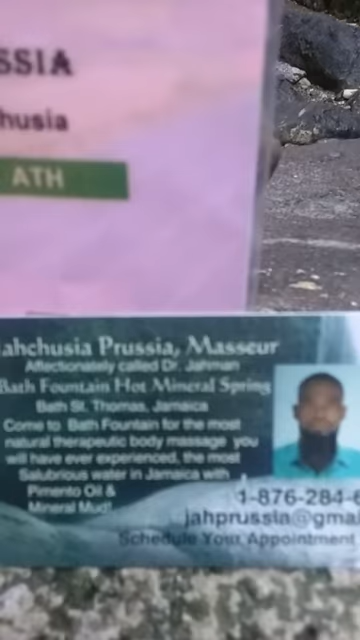 SSIA
husia
ATH
ahchusia Prussia, Masseur
Affectionately called Dr. Jahman
Bath Fountain Hot Mineral Spring
Bath St. Thomas, Jamaica
Come to Bath Fountain for the most
natural therapeutic body massage you
will have ever experienced, the most
Salubrious water in Jamaica with
Pimento Oil &
Mineral Mud!
1-876-284-6
jahprussia@gmai
Schedule Your Appointment